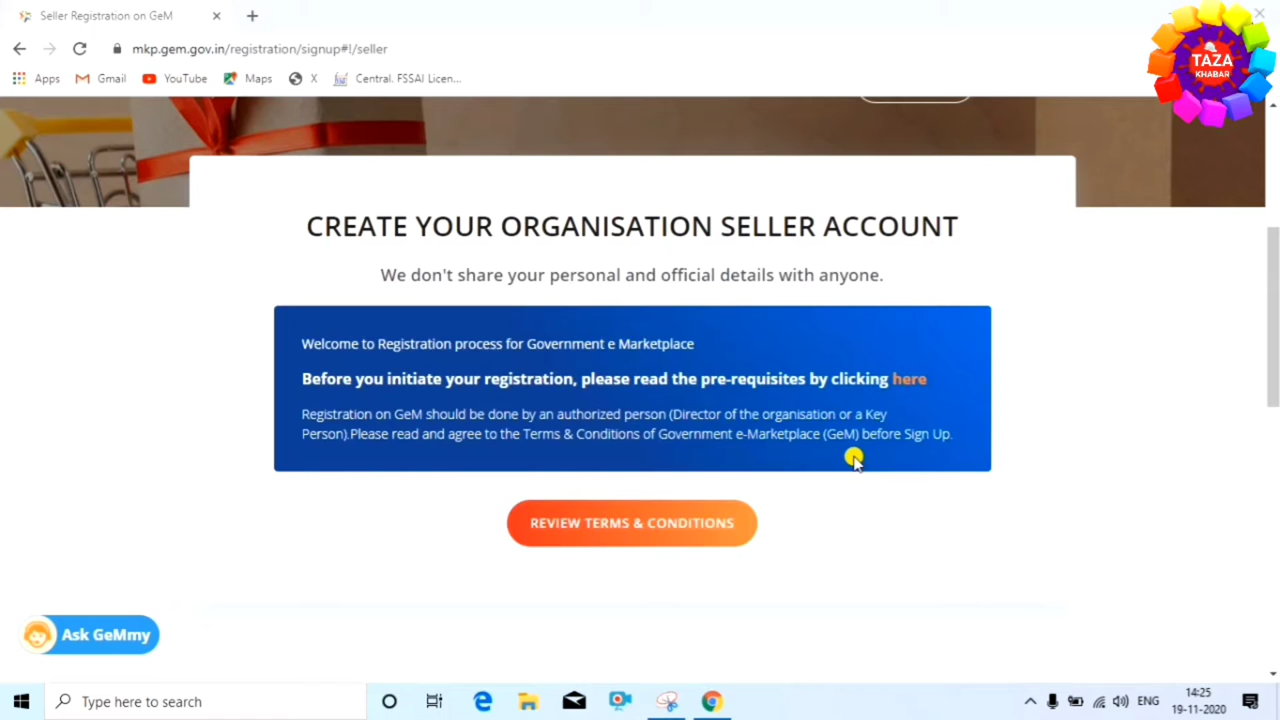 Seller Registration on GeM
mkp.gem.gov.in/registration/signup#!/seller
Apps Gmail YouTube Maps X Central. FSSAI Licen...
TAZA
KHABAR
CREATE YOUR ORGANISATION SELLER ACCOUNT
We don't share your personal and official details with anyone.
Welcome to Registration process for Government e Marketplace
Before you initiate your registration, please read the pre-requisites by clicking here
Registration on GeM should be done by an authorized person (Director of the organisation or a Key
Person).Please read and agree to the Terms & Conditions of Government e-Marketplace (GeM) before Sign Up.
REVIEW TERMS & CONDITIONS
Ask GeMmy
Type here to search
ENG
14:25
19-11-2020